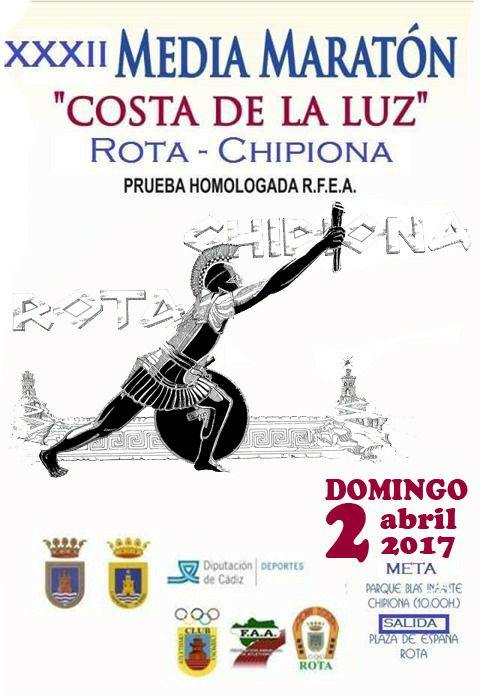 XXXII MEDIA MARATÓN
"COSTA DE LA LUZ"
ROTA - CHIPIONA
PRUEBA HOMOLOGADA R.F.E.A.
CHIPIONA
ROTA
DOMINGO
2 abril
2017
META
PARQUE BLAS INFANTE
CHIPIONA (10.00H.)
SALIDA
PLAZA DE ESPAÑA
ROTA
Diputación
de Cádiz
DEPORTES
CLUB
F.A.A.
ROTA